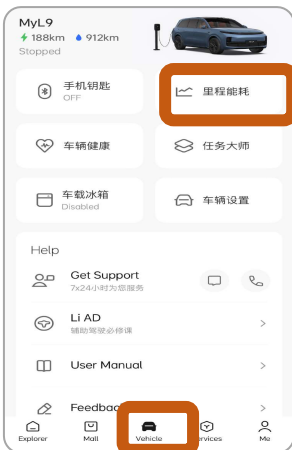 MyL9
188km 912km
Stopped
手机钥匙
OFF
里程能耗
车辆健康
任务大师
车载冰箱
Disabled
车辆设置
Help
Get Support
7x24小时为您服务
Li AD
辅助驾驶必修课
User Manual
Feedbac
Explorer Mall Vehicle rvices Me